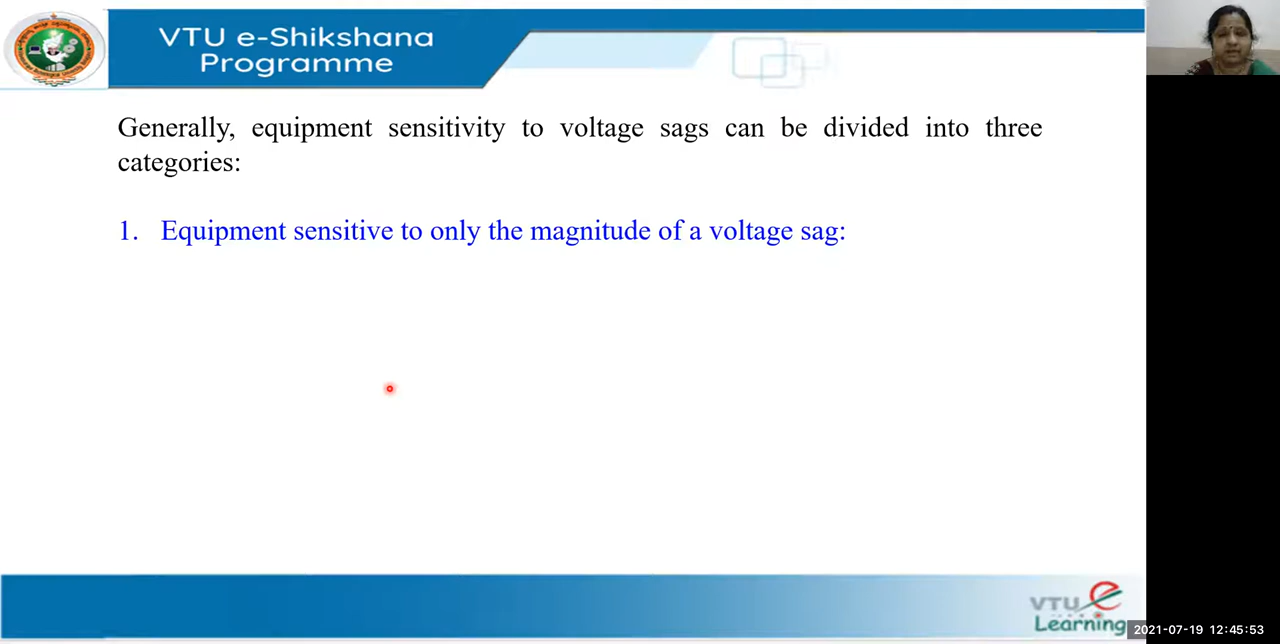 VTU e-Shikshana
Programme
Generally, equipment sensitivity to voltage sags can be divided into three
categories:
1. Equipment sensitive to only the magnitude of a voltage sag:
VTU
Learning
2021-07-19 12:45:53